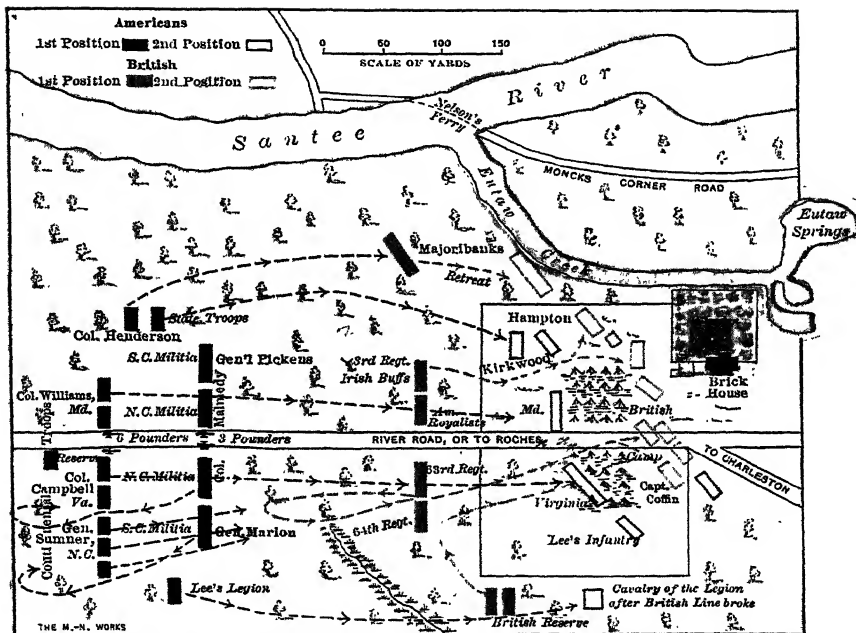 Americans
1st Position 2nd Position
British
1st Position 2nd Position
0 50 100 150
SCALE OF YARDS
Santee River
Nelson's
Ferry
MONCKS CORNER ROAD
Eutaw
Creek
Eutaw
Springs
Majoribanks
Retreat
State Troops
Col. Henderson
Hampton
Kirkwood
S.C. Militia
Gen'l Pickens
3rd Regt.
Irish Buffs
Brick
House
Col. Williams,
Md.
N.C. Militia
Malmedy
Am.
Royalists
Md.
British
Troops
6 Pounders
3 Pounders
RIVER ROAD, OR TO ROCHES
Reserve
TO CHARLESTON
Col.
Campbell
Va.
N.C. Militia
Col.
63rd Regt.
Camp
Capt.
Coffin
Virginia
Continental
Gen.
Sumner,
N.C.
S.C. Militia
Gen. Marion
64th Regt.
Lee's Infantry
Lee's Legion
Cavalry of the Legion
after British Line broke
British Reserve
THE M.-N. WORKS